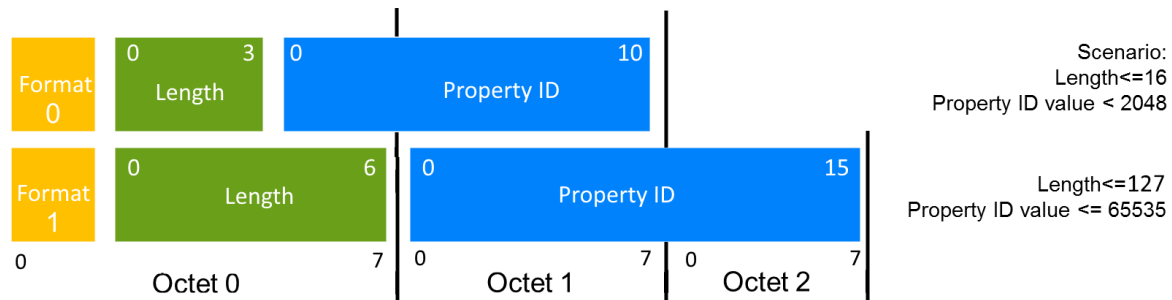 Format
0
0
3
Length
0
10
Property ID
Scenario:
Length<=16
Property ID value < 2048
Format
1
0
6
Length
0
15
Property ID
Length<=127
Property ID value <= 65535
0
7
0
7
0
7
Octet 0
Octet 1
Octet 2